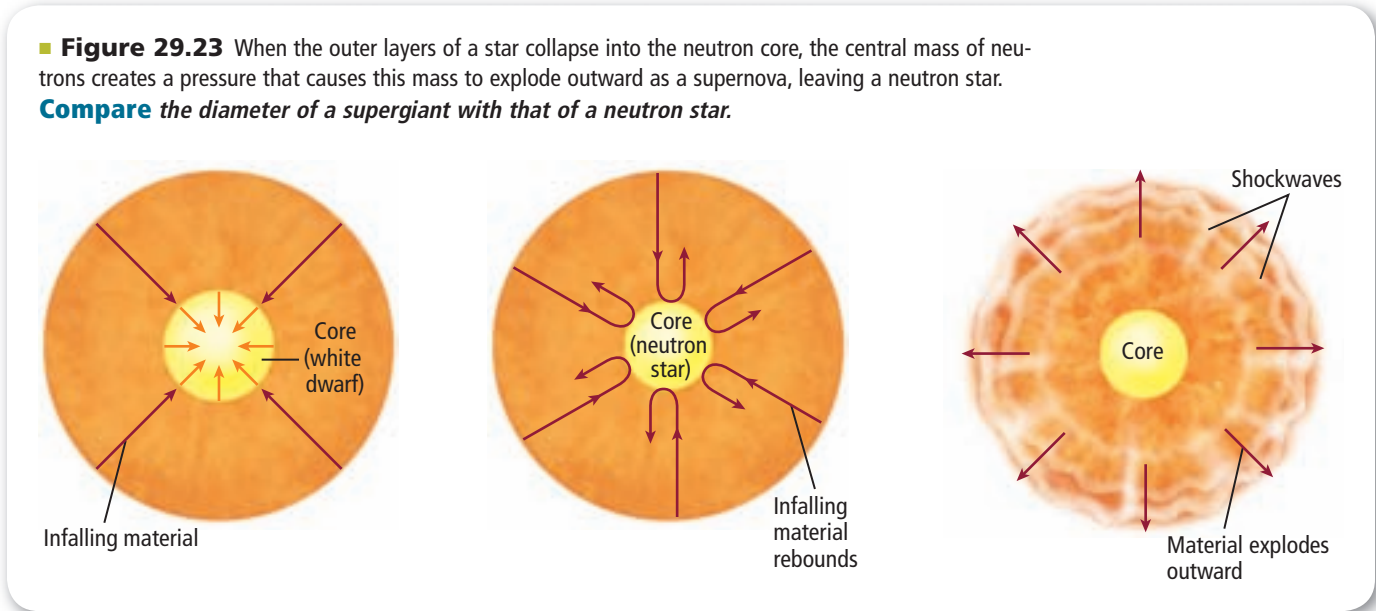 ■ Figure 29.23 When the outer layers of a star collapse into the neutron core, the central mass of neu-
trons creates a pressure that causes this mass to explode outward as a supernova, leaving a neutron star.
Compare the diameter of a supergiant with that of a neutron star.
Core
(white
dwarf)
Infalling material
Core
(neutron
star)
Infalling
material
rebounds
Shockwaves
Core
Material explodes
outward